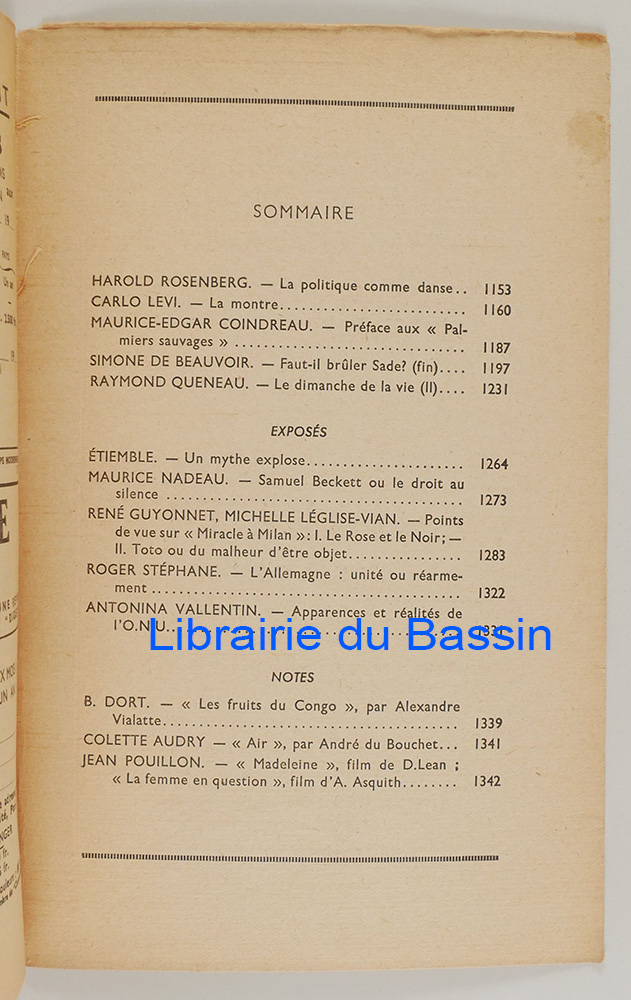 SOMMAIRE
HAROLD ROSENBERG. — La politique comme danse.. 1153
CARLO LEVI. — La montre.......................... 1160
MAURICE-EDGAR COINDREAU. — Préface aux « Pal-
miers sauvages » ................................ 1187
SIMONE DE BEAUVOIR. — Faut-il brûler Sade? (fin).... 1197
RAYMOND QUENEAU. — Le dimanche de la vie (II).... 1231
EXPOSÉS
ÉTIEMBLE. — Un mythe explose...................... 1264
MAURICE NADEAU. — Samuel Beckett ou le droit au
silence ......................................... 1273
RENÉ GUYONNET, MICHELLE LÉGLISE-VIAN. — Points
de vue sur « Miracle à Milan »: I. Le Rose et le Noir; —
II. Toto ou du malheur d'être objet................ 1283
ROGER STÉPHANE. — L'Allemagne : unité ou réarme-
ment ........................................... 1322
ANTONINA VALLENTIN. — Apparences et réalités de
l'O.N.U........................................ 1331
Librairie du Bassin
NOTES
B. DORT. — « Les fruits du Congo », par Alexandre
Vialatte......................................... 1339
COLETTE AUDRY — « Air », par André du Bouchet... 1341
JEAN POUILLON. — « Madeleine », film de D.Lean ;
« La femme en question », film d'A. Asquith........ 1342